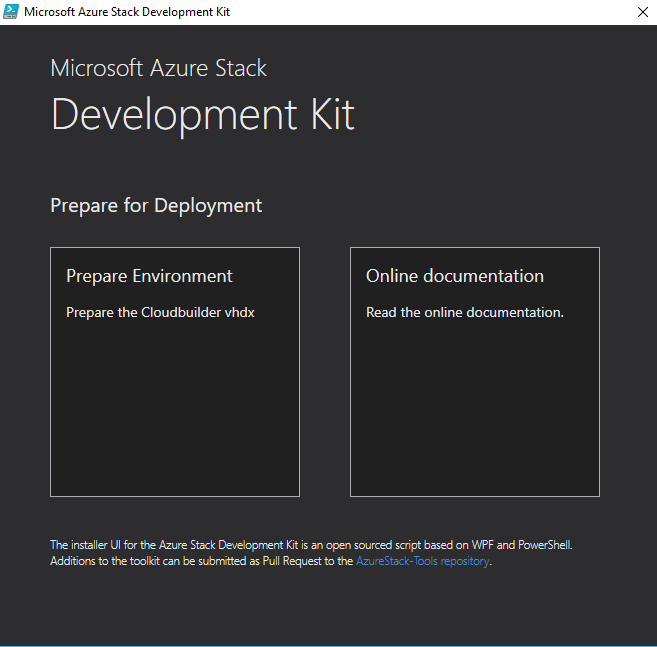 Microsoft Azure Stack Development Kit
Microsoft Azure Stack
Development Kit
Prepare for Deployment
Prepare Environment
Prepare the Cloudbuilder vhdx
Online documentation
Read the online documentation.
The installer UI for the Azure Stack Development Kit is an open sourced script based on WPF and PowerShell.
Additions to the toolkit can be submitted as Pull Request to the AzureStack-Tools repository.